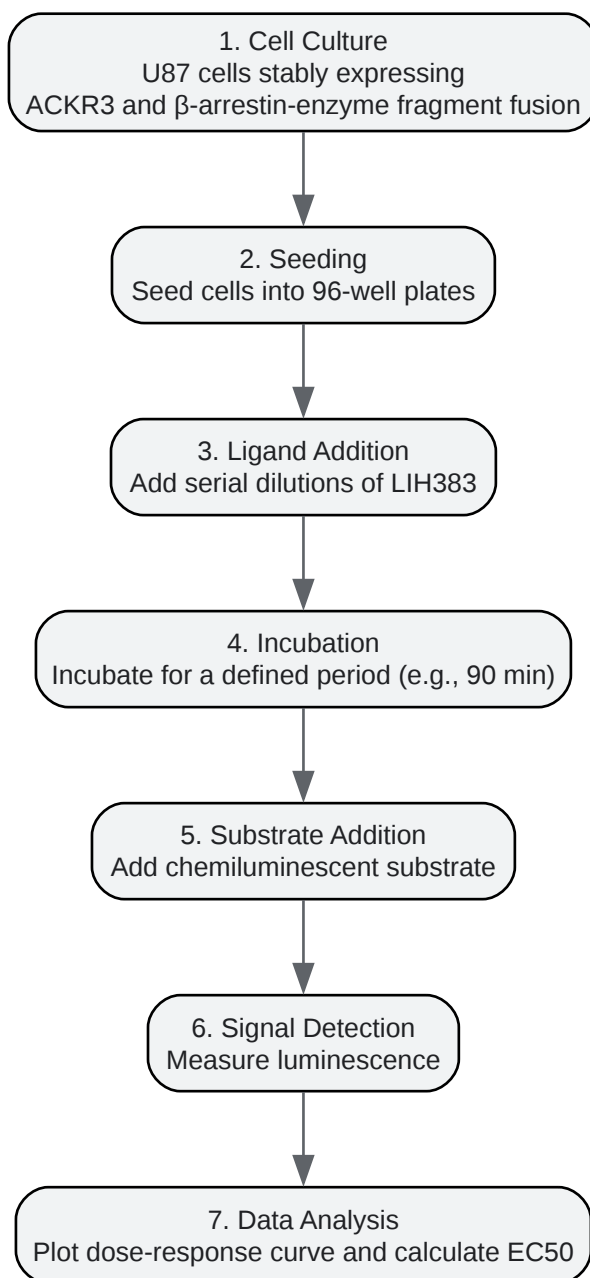 1. Cell Culture
U87 cells stably expressing
ACKR3 and β-arrestin-enzyme fragment fusion
2. Seeding
Seed cells into 96-well plates
3. Ligand Addition
Add serial dilutions of LIH383
4. Incubation
Incubate for a defined period (e.g., 90 min)
5. Substrate Addition
Add chemiluminescent substrate
6. Signal Detection
Measure luminescence
7. Data Analysis
Plot dose-response curve and calculate EC50